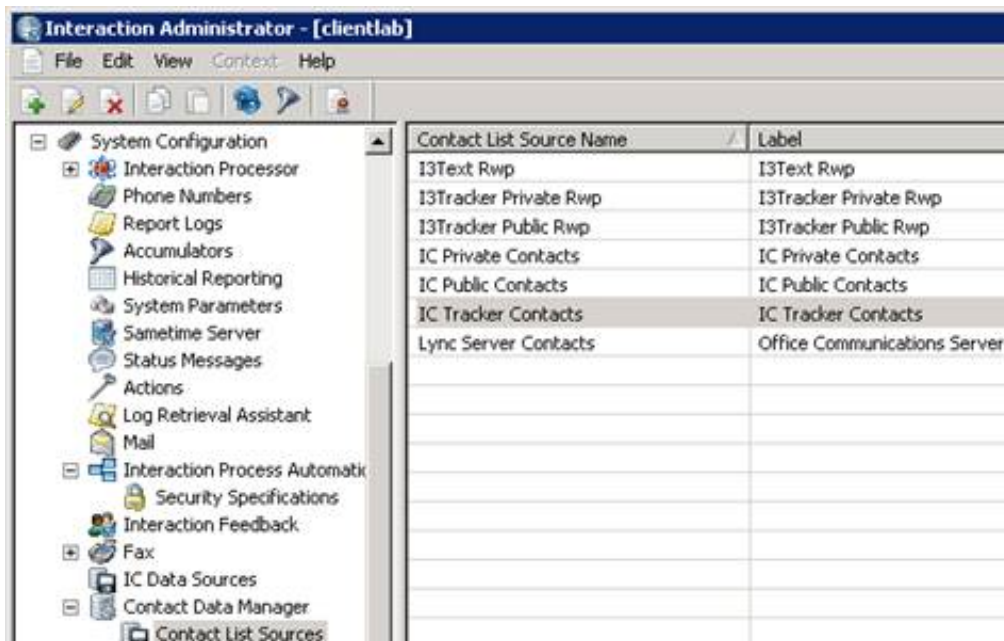 Interaction Administrator - [clientlab]
File Edit View Context Help
System Configuration
Interaction Processor
Phone Numbers
Report Logs
Accumulators
Historical Reporting
System Parameters
Sametime Server
Status Messages
Actions
Log Retrieval Assistant
Mail
Interaction Process Automatic
Security Specifications
Interaction Feedback
Fax
IC Data Sources
Contact Data Manager
Contact List Sources
Contact List Source Name Label
I3Text Rwp I3Text Rwp
I3Tracker Private Rwp I3Tracker Private Rwp
I3Tracker Public Rwp I3Tracker Public Rwp
IC Private Contacts IC Private Contacts
IC Public Contacts IC Public Contacts
IC Tracker Contacts IC Tracker Contacts
Lync Server Contacts Office Communications Server